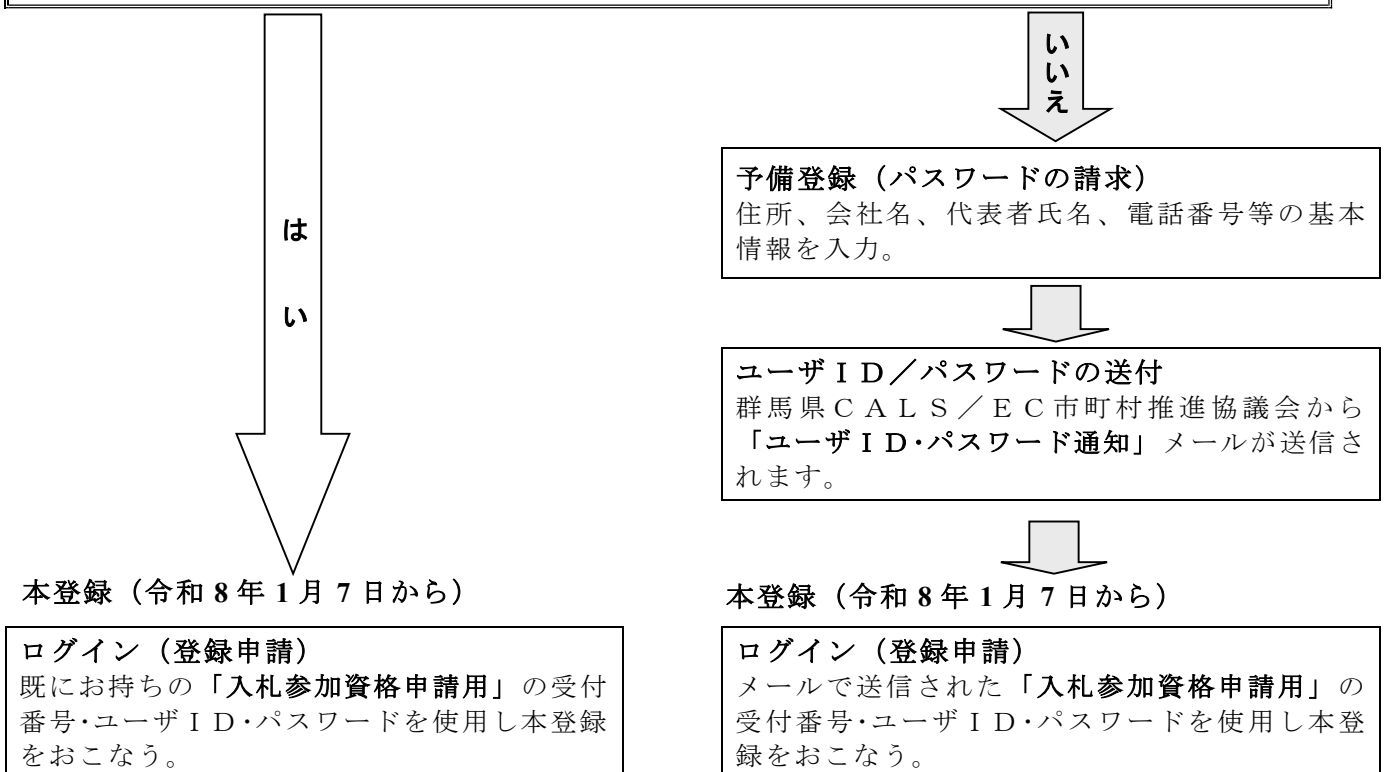 いいえ
予備登録（パスワードの請求）
住所、会社名、代表者氏名、電話番号等の基本
情報を入力。
はい
ユーザＩＤ／パスワードの送付
群馬県ＣＡＬＳ／ＥＣ市町村推進協議会から
「ユーザＩＤ･パスワード通知」メールが送信さ
れます。
本登録（令和 8 年 1 月 7 日から）
ログイン（登録申請）
既にお持ちの「入札参加資格申請用」の受付
番号･ユーザＩＤ･パスワードを使用し本登録
をおこなう。
本登録（令和 8 年 1 月 7 日から）
ログイン（登録申請）
メールで送信された「入札参加資格申請用」の
受付番号･ユーザＩＤ･パスワードを使用し本登
録をおこなう。